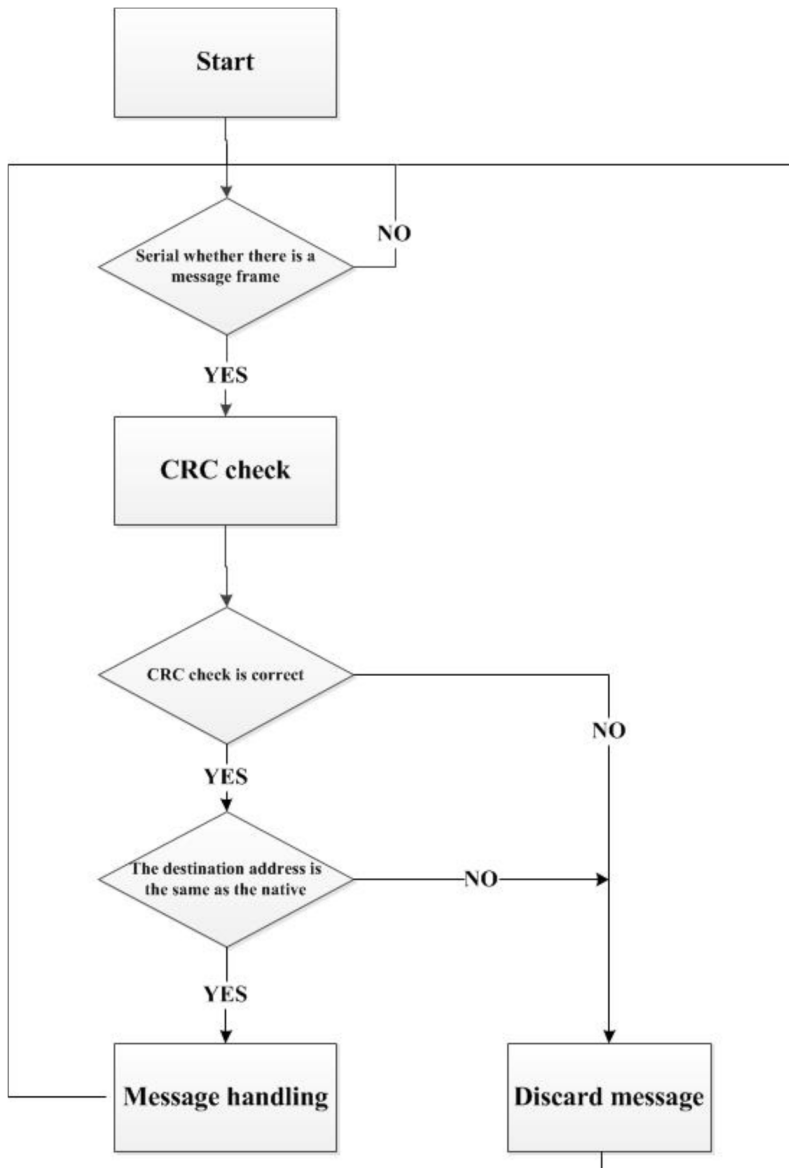 Start
Serial whether there is a
message frame
NO
YES
CRC check
CRC check is correct
NO
YES
The destination address is
the same as the native
NO
YES
Message handling
Discard message